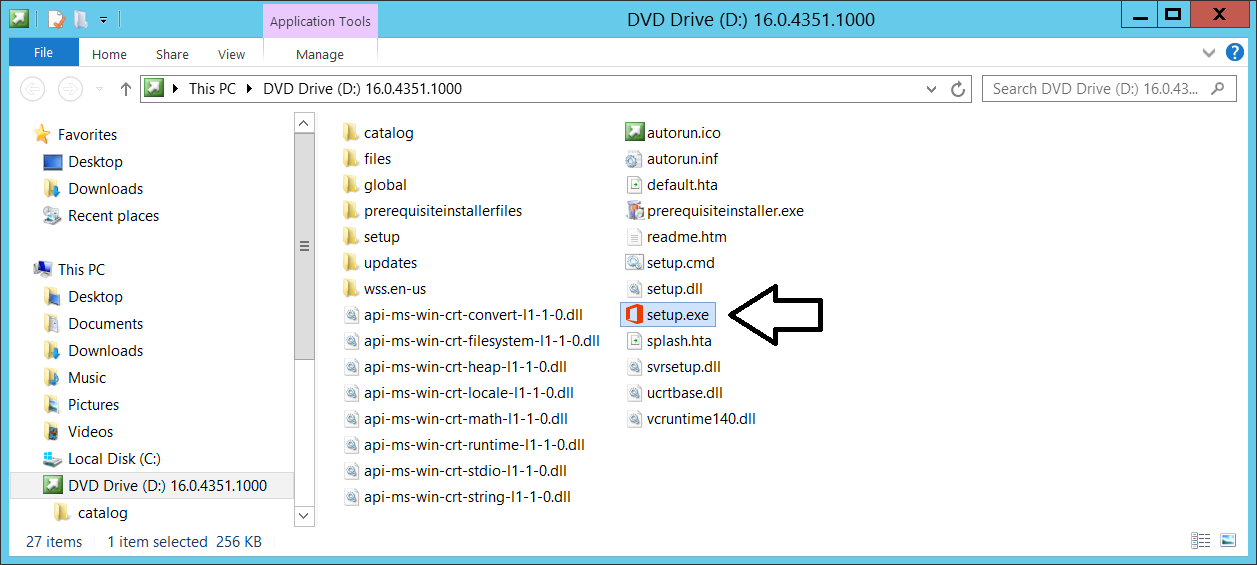 Application Tools
DVD Drive (D:) 16.0.4351.1000
File
Home
Share
View
Manage
This PC
DVD Drive (D:) 16.0.4351.1000
Search DVD Drive (D:) 16.0.43...
Favorites
Desktop
Downloads
Recent places
This PC
Desktop
Documents
Downloads
Music
Pictures
Videos
Local Disk (C:)
DVD Drive (D:) 16.0.4351.1000
catalog
catalog
files
global
prerequisiteinstallerfiles
setup
updates
wss.en-us
api-ms-win-crt-convert-l1-1-0.dll
api-ms-win-crt-filesystem-l1-1-0.dll
api-ms-win-crt-heap-l1-1-0.dll
api-ms-win-crt-locale-l1-1-0.dll
api-ms-win-crt-math-l1-1-0.dll
api-ms-win-crt-runtime-l1-1-0.dll
api-ms-win-crt-stdio-l1-1-0.dll
api-ms-win-crt-string-l1-1-0.dll
autorun.ico
autorun.inf
default.hta
prerequisiteinstaller.exe
readme.htm
setup.cmd
setup.dll
setup.exe
splash.hta
svrsetup.dll
ucrtbase.dll
vcruntime140.dll
27 items
1 item selected 256 KB